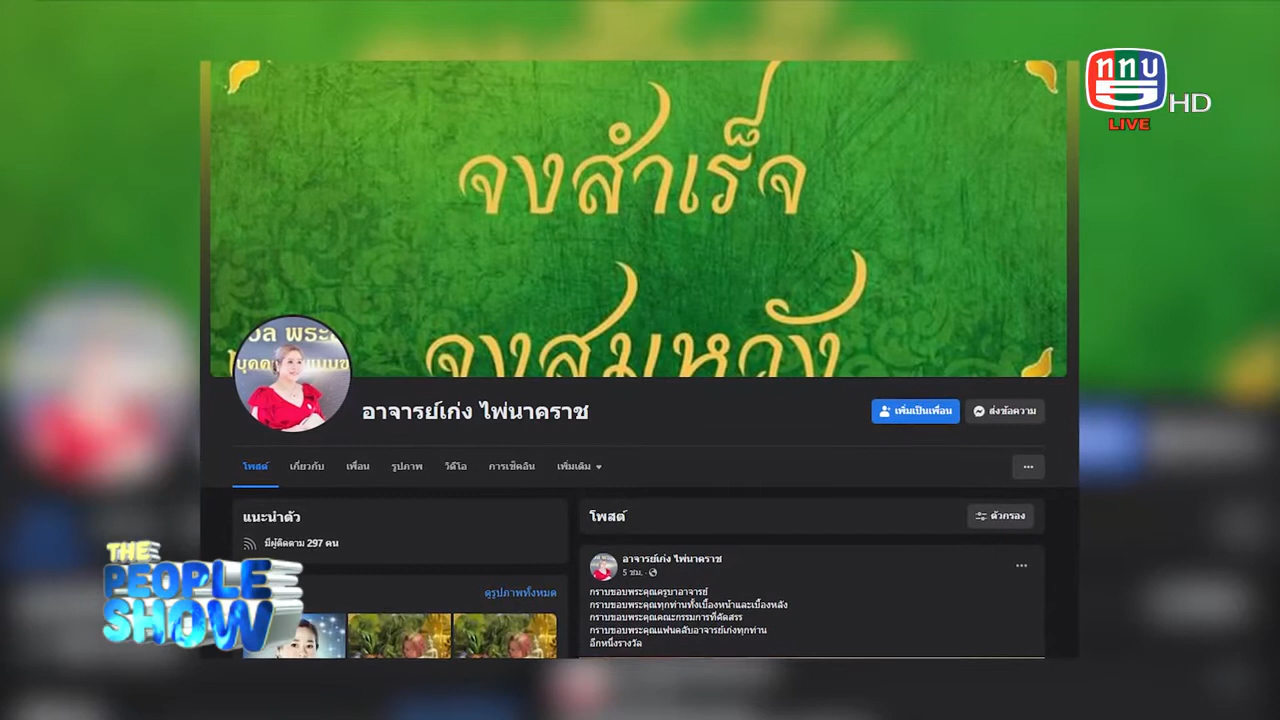 ททบ
5
HD
LIVE
จงสำเร็จ
จงสมหวัง
วล พระ
อาจารย์เก่ง ไพ่นาคราช
เพิ่มเป็นเพื่อน
ส่งข้อความ
โพสต์
เกี่ยวกับ
เพื่อน
รูปภาพ
วิดีโอ
การเช็คอิน
เพิ่มเติม
แนะนำตัว
มีผู้ติดตาม 297 คน
ดูรูปภาพทั้งหมด
โพสต์
ตัวกรอง
อาจารย์เก่ง ไพ่นาคราช
5 ชม.
กราบขอบพระคุณครูบาอาจารย์
กราบขอบพระคุณทุกท่านทั้งเบื้องหน้าและเบื้องหลัง
กราบขอบพระคุณคณะกรรมการที่คัดสรร
กราบขอบพระคุณแฟนคลับอาจารย์เก่งทุกท่าน
อีกหนึ่งรางวัล
THE
PEOPLE
SHOW